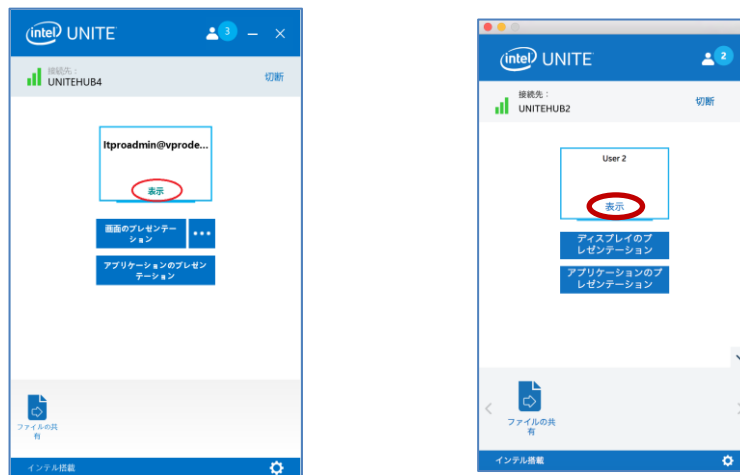 intel UNITE
3
接続先：
UNITEHUB4
切断
Itproadmin@vprode...
表示
画面のプレゼンテー
ション
アプリケーションのプレゼン
テーション
ファイルの共
有
インテル搭載
intel UNITE
2
接続先：
UNITEHUB2
切断
User 2
表示
ディスプレイのプ
レゼンテーション
アプリケーションのプ
レゼンテーション
ファイルの共
有
インテル搭載